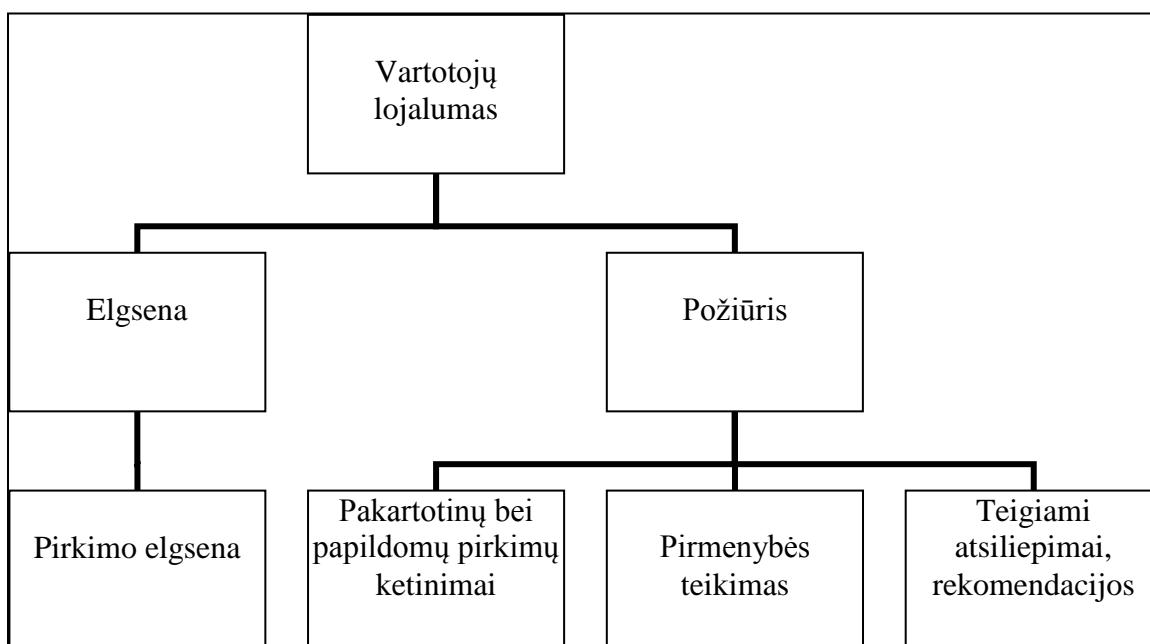 Vartotojų
lojalumas
Elgsena
Požiūris
Pirkimo elgsena
Pakartotinų bei
papildomų pirkimų
ketinimai
Pirmenybės
teikimas
Teigiami
atsiliepimai,
rekomendacijos